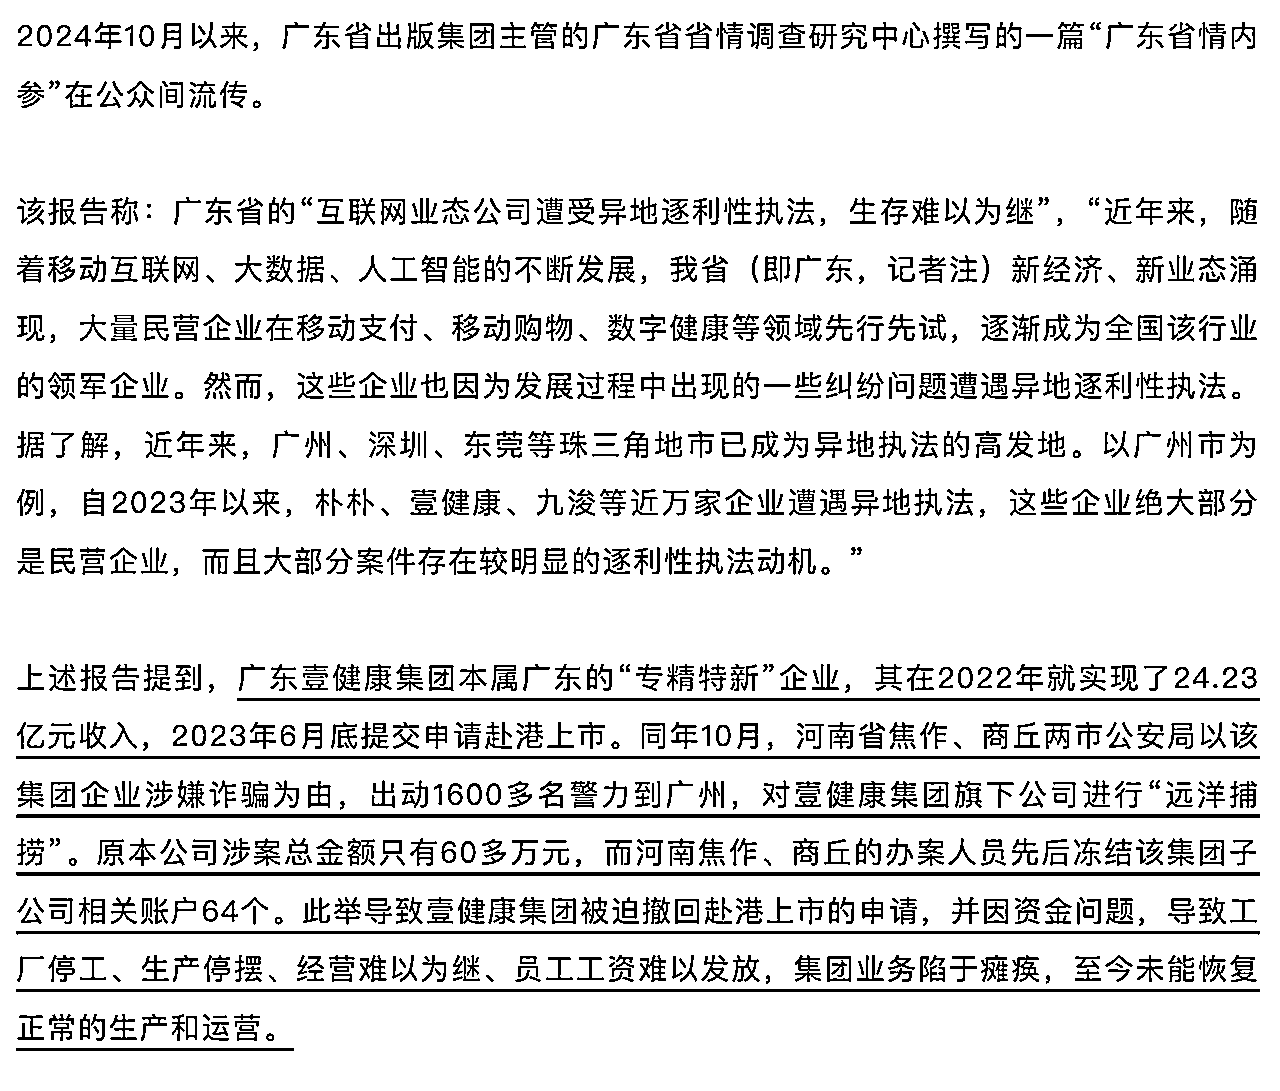 2024年10月以来，广东省出版集团主管的广东省省情调查研究中心撰写的一篇“广东省情内
参”在公众间流传。
该报告称：广东省的“互联网业态公司遭受异地逐利性执法，生存难以为继”，“近年来，随
着移动互联网、大数据、人工智能的不断发展，我省（即广东，记者注）新经济、新业态涌
现，大量民营企业在移动支付、移动购物、数字健康等领域先行先试，逐渐成为全国该行业
的领军企业。然而，这些企业也因为发展过程中出现的一些纠纷问题遭遇异地逐利性执法。
据了解，近年来，广州、深圳、东莞等珠三角地市已成为异地执法的高发地。以广州市为
例，自2023年以来，朴朴、壹健康、九浚等近万家企业遭遇异地执法，这些企业绝大部分
是民营企业，而且大部分案件存在较明显的逐利性执法动机。”
上述报告提到，广东壹健康集团本属广东的“专精特新”企业，其在2022年就实现了24.23
亿元收入，2023年6月底提交申请赴港上市。同年10月，河南省焦作、商丘两市公安局以该
集团企业涉嫌诈骗为由，出动1600多名警力到广州，对壹健康集团旗下公司进行“远洋捕
捞”。原本公司涉案总金额只有60多万元，而河南焦作、商丘的办案人员先后冻结该集团子
公司相关账户64个。此举导致壹健康集团被迫撤回赴港上市的申请，并因资金问题，导致工
厂停工、生产停摆、经营难以为继、员工工资难以发放，集团业务陷于瘫痪，至今未能恢复
正常的生产和运营。